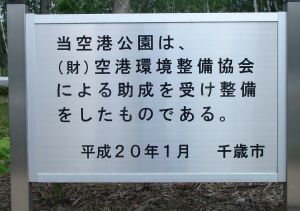 当空港公園は、
（財）空港環境整備協会
による助成を受け整備
をしたものである。
平成２０年１月　千歳市